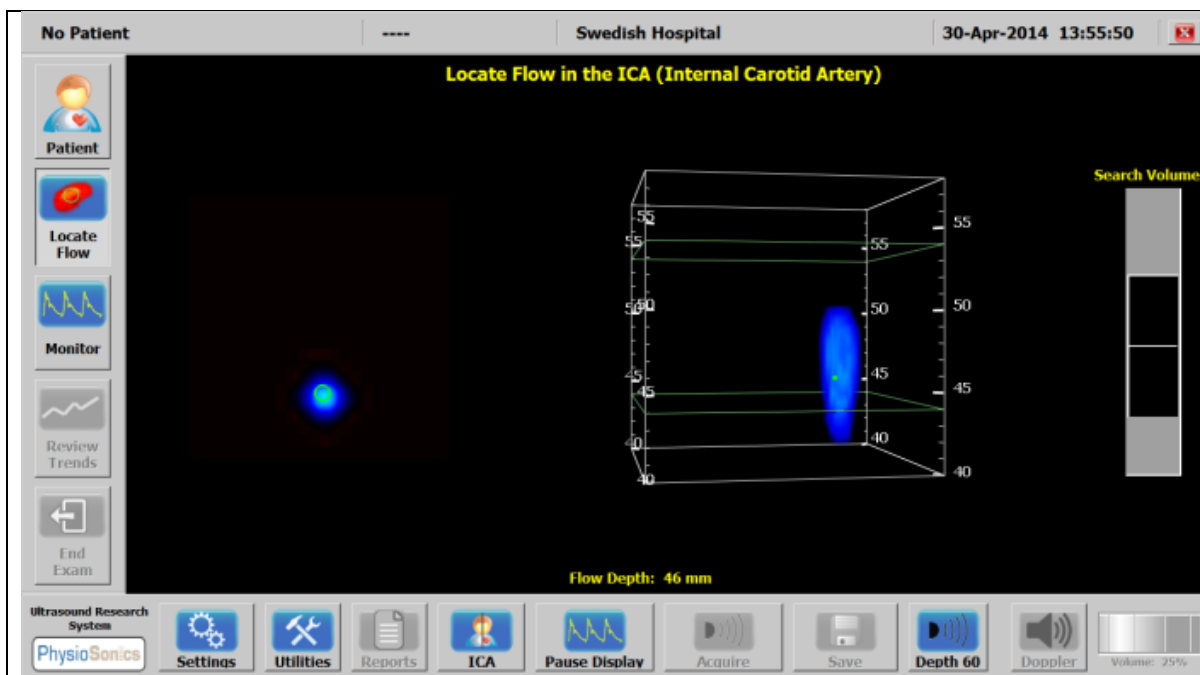 No Patient
----
Swedish Hospital
30-Apr-2014 13:55:50
Locate Flow in the ICA (Internal Carotid Artery)
Patient
Locate
Flow
Monitor
Review
Trends
End
Exam
55
55
50
50
45
45
40
40
55
55
50
50
45
45
40
40
Search Volume
Flow Depth: 46 mm
Ultrasound Research
System
PhysioSonics
Settings
Utilities
Reports
ICA
Pause Display
Acquire
Save
Depth 60
Doppler
Volume: 25%